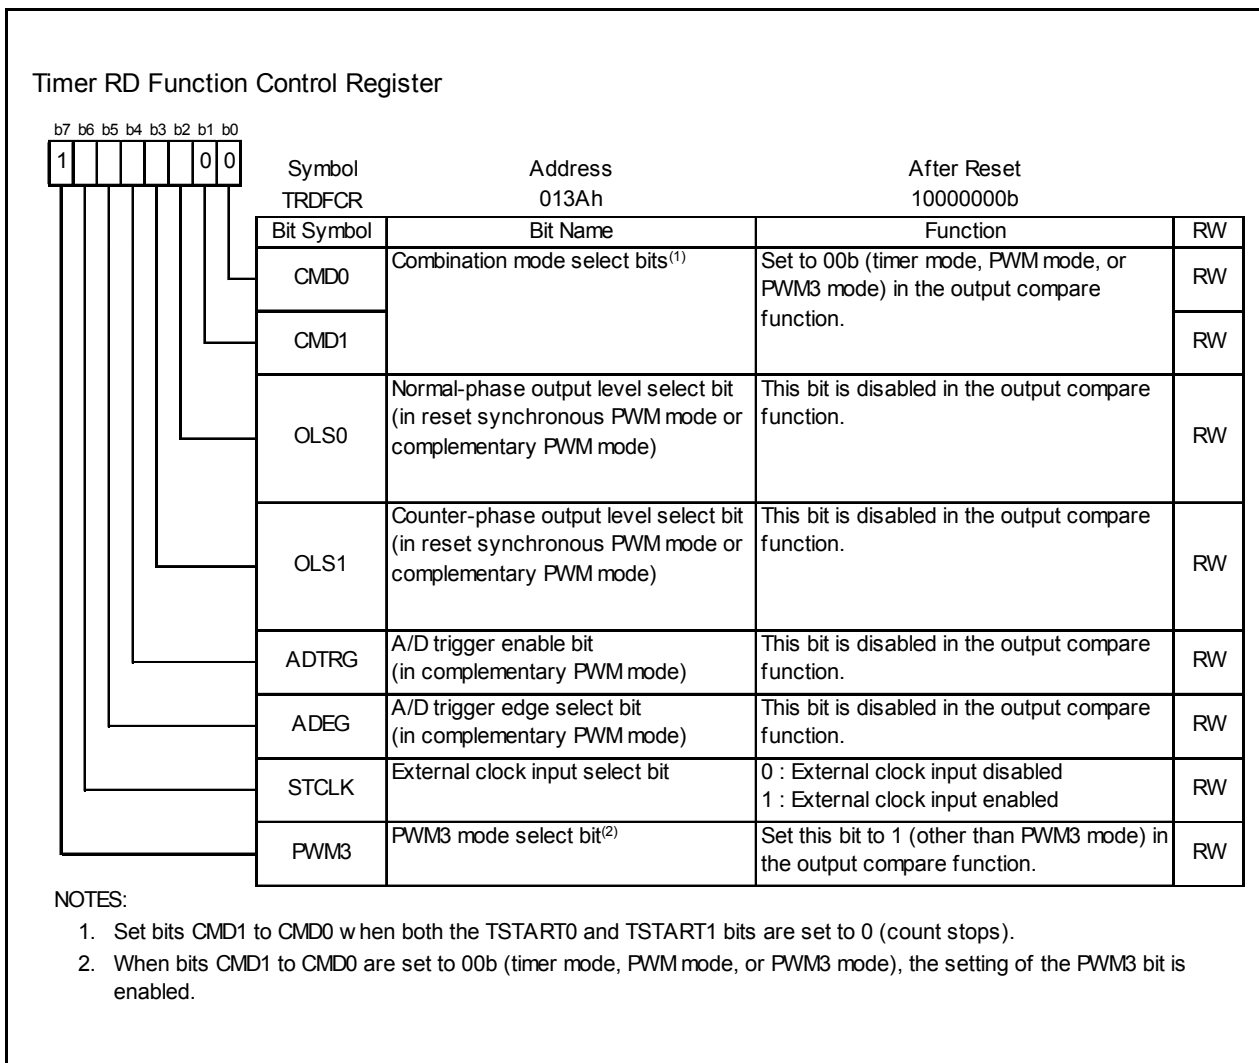 Timer RD Function Control Register
b7 b6 b5 b4 b3 b2 b1 b0
1 0 0
Symbol Address After Reset
TRDFCR 013Ah 10000000b
Bit Symbol Bit Name Function RW
CMD0 Combination mode select bits(1) Set to 00b (timer mode, PWM mode, or
PWM3 mode) in the output compare
function. RW
CMD1 RW
OLS0 Normal-phase output level select bit
(in reset synchronous PWM mode or
complementary PWM mode) This bit is disabled in the output compare
function. RW
OLS1 Counter-phase output level select bit
(in reset synchronous PWM mode or
complementary PWM mode) This bit is disabled in the output compare
function. RW
ADTRG A/D trigger enable bit
(in complementary PWM mode) This bit is disabled in the output compare
function. RW
ADEG A/D trigger edge select bit
(in complementary PWM mode) This bit is disabled in the output compare
function. RW
STCLK External clock input select bit 0 : External clock input disabled
1 : External clock input enabled RW
PWM3 PWM3 mode select bit(2) Set this bit to 1 (other than PWM3 mode) in
the output compare function. RW
NOTES:
1. Set bits CMD1 to CMD0 when both the TSTART0 and TSTART1 bits are set to 0 (count stops).
2. When bits CMD1 to CMD0 are set to 00b (timer mode, PWM mode, or PWM3 mode), the setting of the PWM3 bit is
enabled.